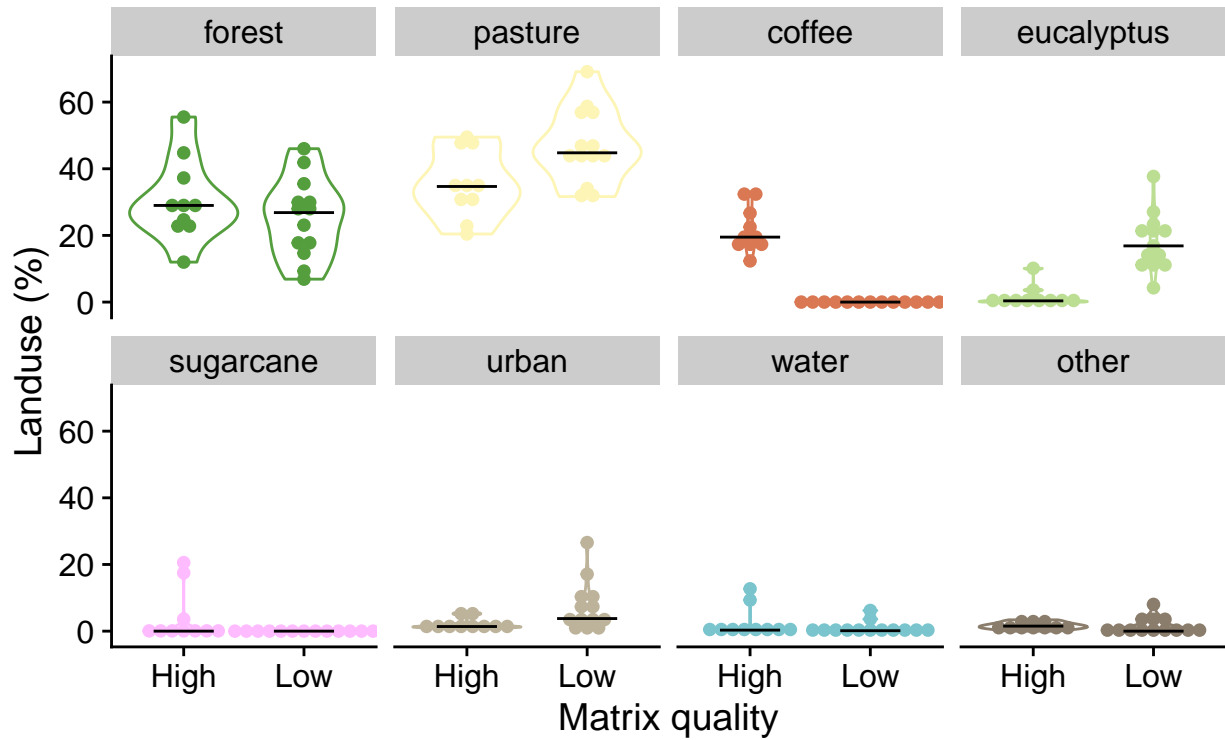 forest pasture coffee eucalyptus
60
40
20
0
sugarcane urban water other
60
40
20
0
Landuse (%)
High Low High Low High Low High Low
Matrix quality